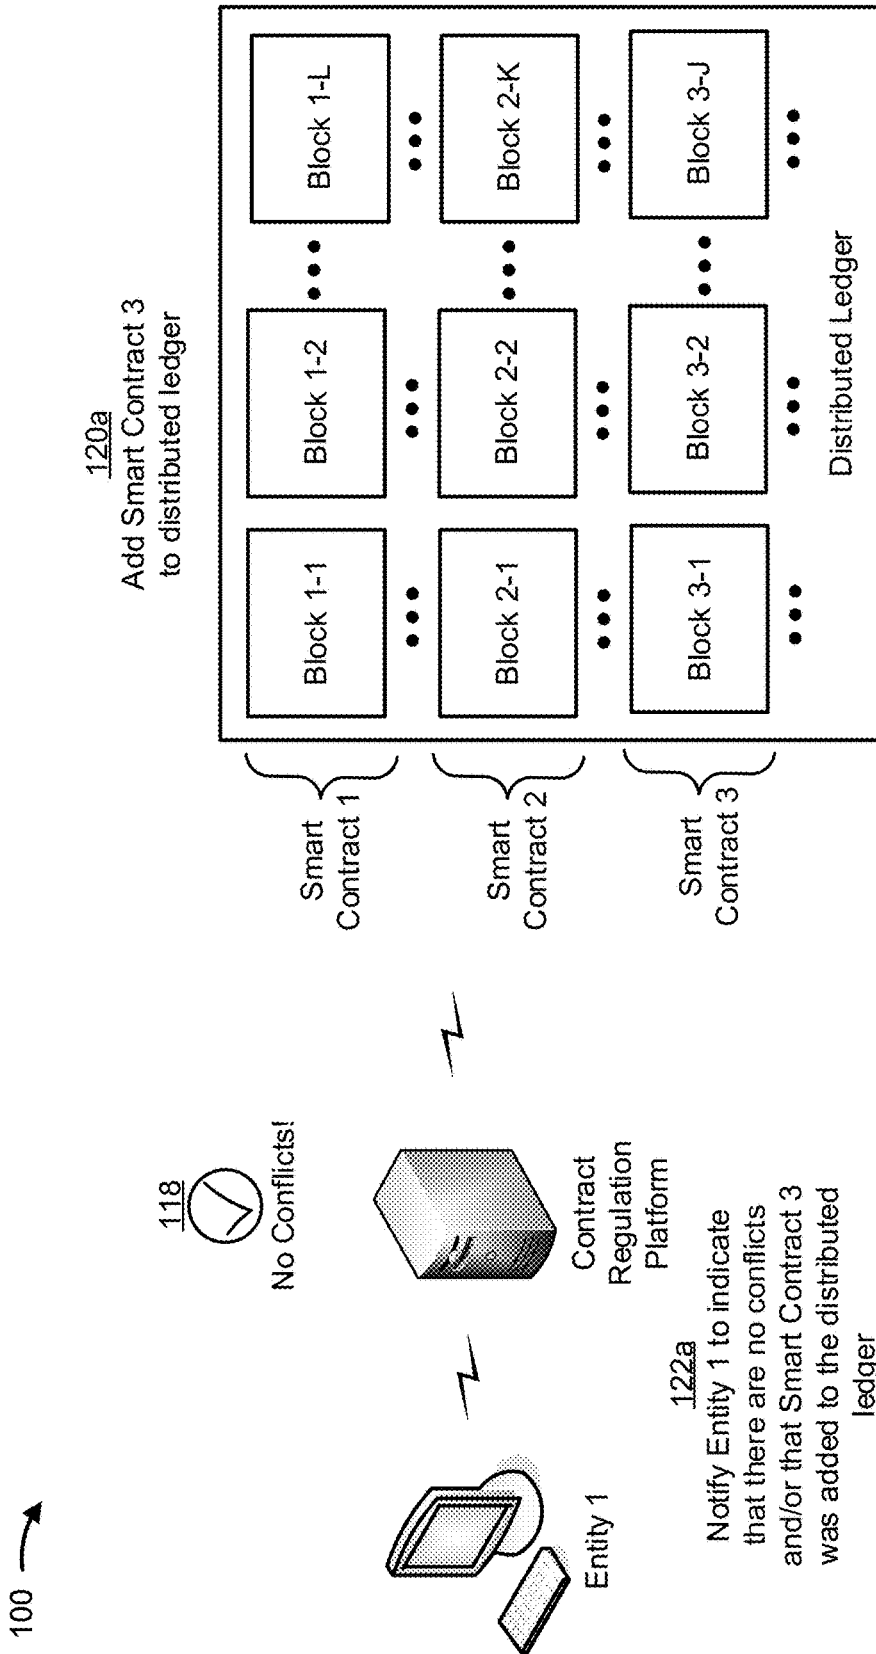 100
118
No Conflicts!
Entity 1
Contract
Regulation
Platform
122a
Notify Entity 1 to indicate
that there are no conflicts
and/or that Smart Contract 3
was added to the distributed
ledger
120a
Add Smart Contract 3
to distributed ledger
Smart
Contract 1
Block 1-1
Block 1-2
Block 1-L
Smart
Contract 2
Block 2-1
Block 2-2
Block 2-K
Smart
Contract 3
Block 3-1
Block 3-2
Block 3-J
Distributed Ledger